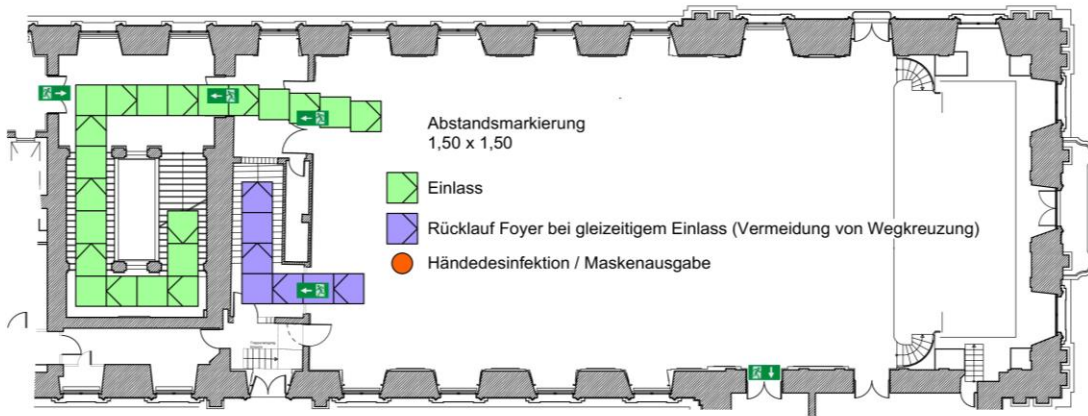 Abstandsmarkierung
1,50 x 1,50
Einlass
Rücklauf Foyer bei gleizeitigem Einlass (Vermeidung von Wegkreuzung)
Händedesinfektion / Maskenausgabe